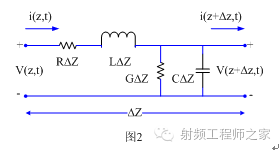 i(z,t)
i(z+Δz,t)
+
+
RΔZ
LΔZ
V(z,t)
GΔZ
CΔZ
V(z+Δz,t)
-
-
ΔZ
图2
射频工程师之家